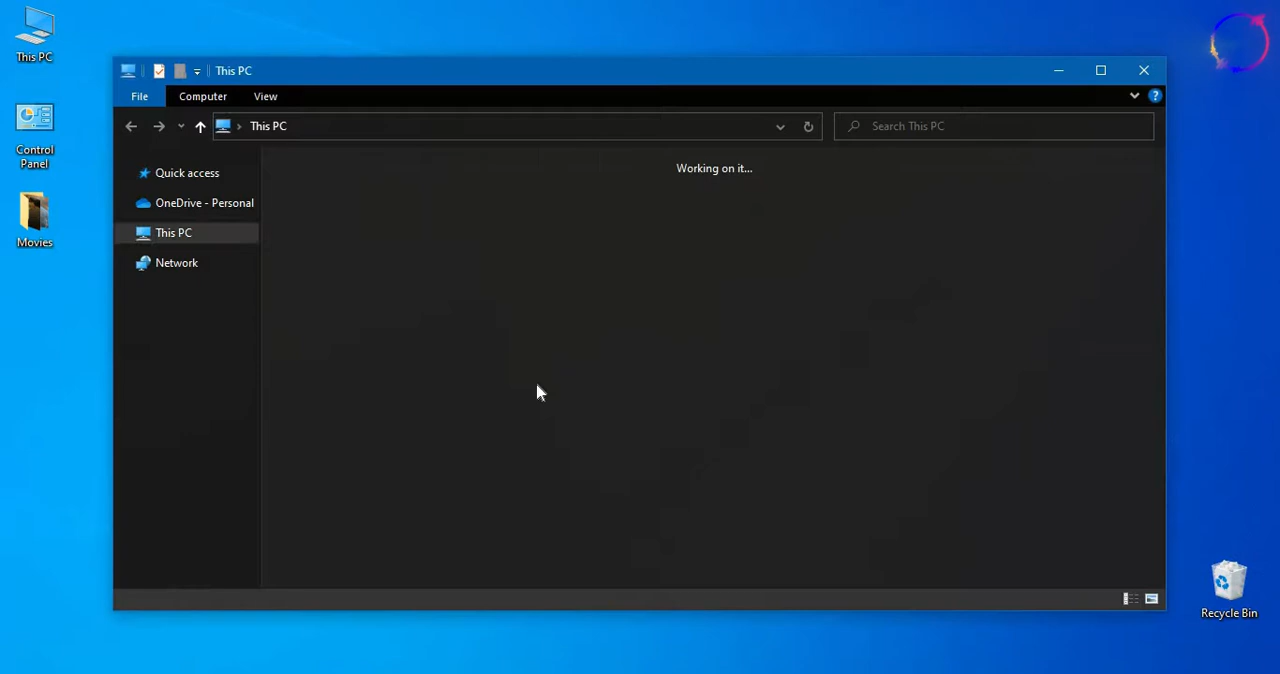 This PC
Control
Panel
Movies
This PC
File
Computer
View
This PC
Search This PC
Quick access
OneDrive - Personal
This PC
Network
Working on it...
Recycle Bin